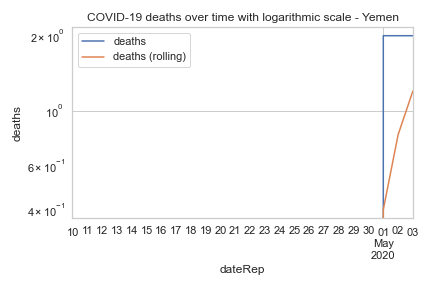 COVID-19 deaths over time with logarithmic scale - Yemen
deaths
deaths (rolling)
2 × 10⁰
10⁰
6 × 10⁻¹
4 × 10⁻¹
deaths
10 11 12 13 14 15 16 17 18 19 20 21 22 23 24 25 26 27 28 29 30 01 02 03
May
2020
dateRep